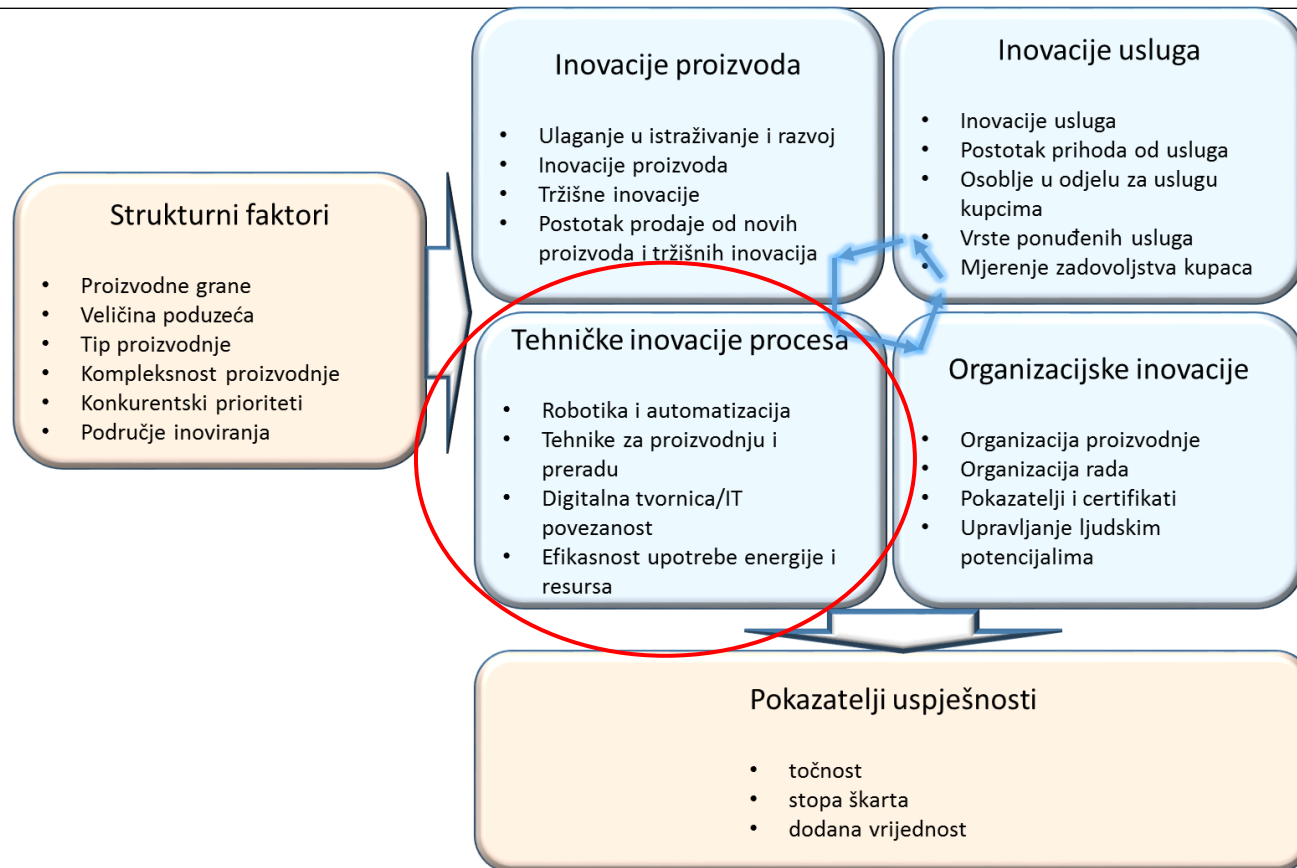 Strukturni faktori
• Proizvodne grane
• Veličina poduzeća
• Tip proizvodnje
• Kompleksnost proizvodnje
• Konkurentski prioriteti
• Područje inoviranja
Inovacije proizvoda
• Ulaganje u istraživanje i razvoj
• Inovacije proizvoda
• Tržišne inovacije
• Postotak prodaje od novih
proizvoda i tržišnih inovacija
Inovacije usluga
• Inovacije usluga
• Postotak prihoda od usluga
• Osoblje u odjelu za uslugu
kupcima
• Vrste ponuđenih usluga
• Mjerenje zadovoljstva kupaca
Tehničke inovacije procesa
• Robotika i automatizacija
• Tehnike za proizvodnju i
preradu
• Digitalna tvornica/IT
povezanost
• Efikasnost upotrebe energije i
resursa
Organizacijske inovacije
• Organizacija proizvodnje
• Organizacija rada
• Pokazatelji i certifikati
• Upravljanje ljudskim
potencijalima
Pokazatelji uspješnosti
• točnost
• stopa škarta
• dodana vrijednost